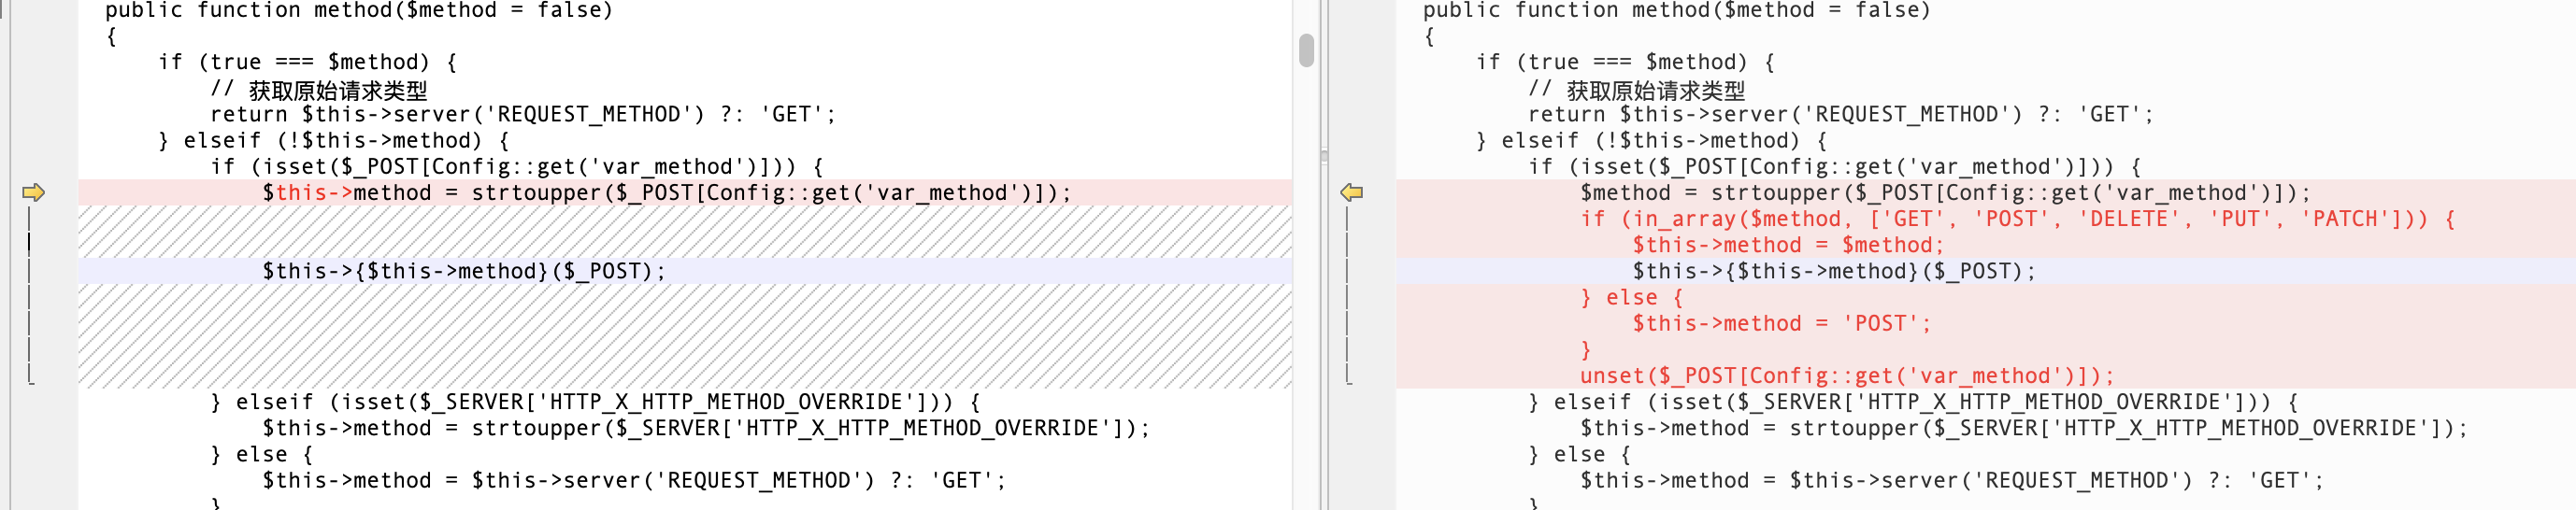 public function method($method = false)
{
if (true === $method) {
// 获取原始请求类型
return $this->server('REQUEST_METHOD') ?: 'GET';
} elseif (!$this->method) {
if (isset($_POST[Config::get('var_method')])) {
$this->method = strtoupper($_POST[Config::get('var_method')]);
$this->{$this->method}($_POST);
} elseif (isset($_SERVER['HTTP_X_HTTP_METHOD_OVERRIDE'])) {
$this->method = strtoupper($_SERVER['HTTP_X_HTTP_METHOD_OVERRIDE']);
} else {
$this->method = $this->server('REQUEST_METHOD') ?: 'GET';
}
public function method($method = false)
{
if (true === $method) {
// 获取原始请求类型
return $this->server('REQUEST_METHOD') ?: 'GET';
} elseif (!$this->method) {
if (isset($_POST[Config::get('var_method')])) {
$method = strtoupper($_POST[Config::get('var_method')]);
if (in_array($method, ['GET', 'POST', 'DELETE', 'PUT', 'PATCH'])) {
$this->method = $method;
$this->{$this->method}($_POST);
} else {
$this->method = 'POST';
}
unset($_POST[Config::get('var_method')]);
} elseif (isset($_SERVER['HTTP_X_HTTP_METHOD_OVERRIDE'])) {
$this->method = strtoupper($_SERVER['HTTP_X_HTTP_METHOD_OVERRIDE']);
} else {
$this->method = $this->server('REQUEST_METHOD') ?: 'GET';
}